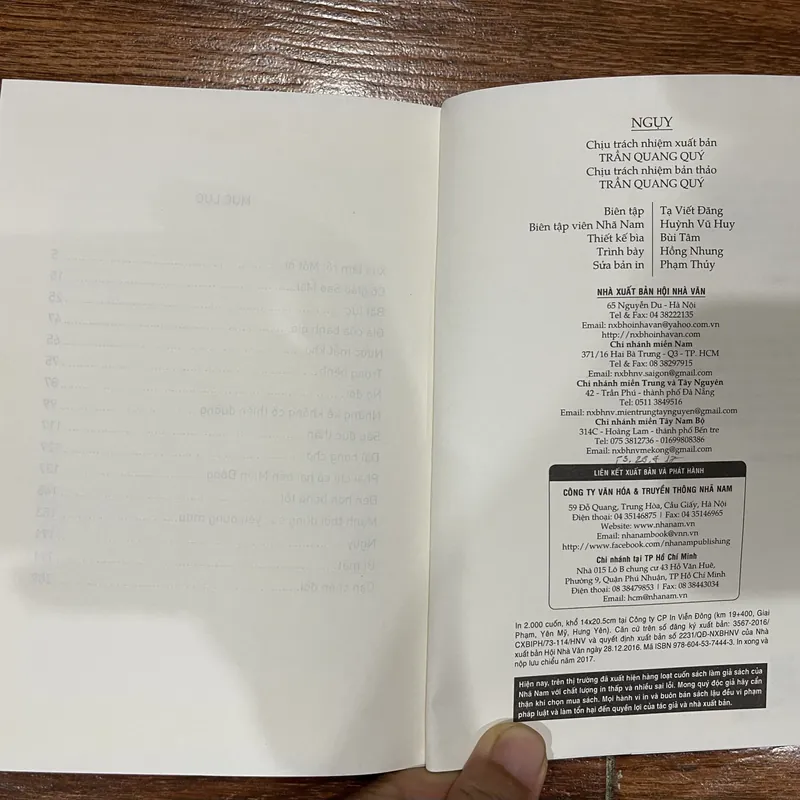 NGỤY
Chịu trách nhiệm xuất bản
TRẦN QUANG QUÝ
Chịu trách nhiệm bản thảo
TRẦN QUANG QUÝ
Biên tập Tạ Viết Đãng
Biên tập viên Nhã Nam Huỳnh Vũ Huy
Thiết kế bìa Bùi Tâm
Trình bày Hồng Nhung
Sửa bản in Phạm Thủy
NHÀ XUẤT BẢN HỘI NHÀ VĂN
65 Nguyễn Du - Hà Nội
Tel & Fax: 04 38222135
Email: nxbhoinhavan@yahoo.com.vn
http://nxbhoinhavan.com
Chi nhánh miền Nam
371/16 Hai Bà Trưng - Q3 - TP. HCM
Tel & Fax: 08 38297915
Email: nxbhnv.saigon@gmail.com
Chi nhánh miền Trung và Tây Nguyên
42 - Trần Phú - thành phố Đà Nẵng
Tel: 0511 3849516
Email: nxbhnv.mientrungtaynguyen@gmail.com
Chi nhánh miền Tây Nam Bộ
314C - Hoàng Lam - thành phố Bến tre
Tel: 075 3812736 - 01699808386
Email: nxbhnvmekong@gmail.com
LIÊN KẾT XUẤT BẢN VÀ PHÁT HÀNH
CÔNG TY VĂN HÓA & TRUYỀN THÔNG NHÃ NAM
59 Đỗ Quang, Trung Hòa, Cầu Giấy, Hà Nội
Điện thoại: 04 35146875 | Fax: 04 35146965
Website: www.nhanam.vn
Email: nhanambook@vnn.vn
http://www.facebook.com/nhanampublishing
Chi nhánh tại TP Hồ Chí Minh
Nhà 015 Lô B chung cư 43 Hồ Văn Huê,
Phường 9, Quận Phú Nhuận, TP Hồ Chí Minh
Điện thoại: 08 38479853 | Fax: 08 38443034
Email: hcm@nhanam.vn
In 2.000 cuốn, khổ 14x20.5cm tại Công ty CP In Viễn Đông (km 19+400, Giai
Phạm, Yên Mỹ, Hưng Yên). Căn cứ trên số đăng ký xuất bản: 3567-2016/
CXBIPH/73-114/HNV và quyết định xuất bản số 2231/QĐ-NXBHNV của Nhà
xuất bản Hội Nhà Văn ngày 28.12.2016. Mã ISBN 978-604-53-7444-3. In xong và
nộp lưu chiểu năm 2017.
Hiện nay, trên thị trường đã xuất hiện hàng loạt cuốn sách làm giả sách của
Nhã Nam với chất lượng in thấp và nhiều sai lỗi. Mong quý độc giả hãy cẩn
thận khi chọn mua sách. Mọi hành vi in và buôn bán sách lậu đều vi phạm
pháp luật và làm tổn hại đến quyền lợi của tác giả và nhà xuất bản.